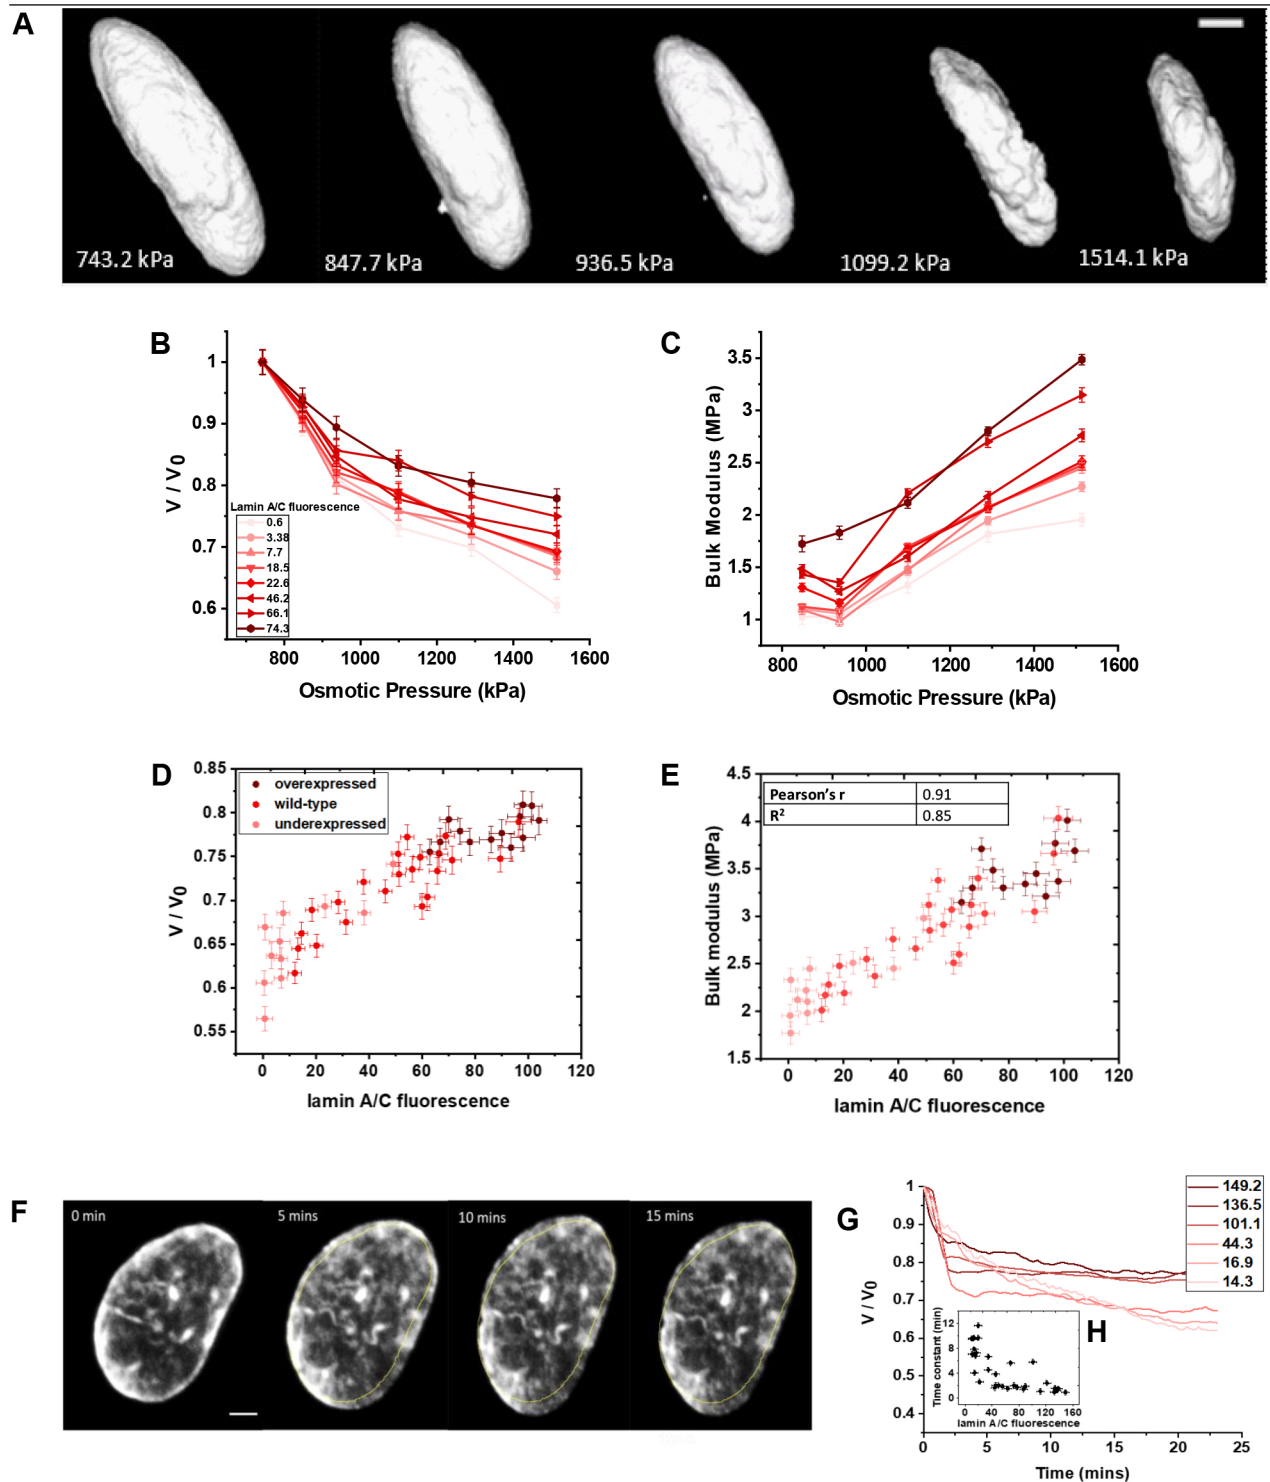 A
743.2 kPa
847.7 kPa
936.5 kPa
1099.2 kPa
1514.1 kPa
B
1
0.9
0.8
0.7
0.6
V / V0
Lamin A/C fluorescence
0.6
3.38
7.7
18.5
22.6
46.2
66.1
74.3
800 1000 1200 1400 1600
Osmotic Pressure (kPa)
C
3.5
3
2.5
2
1.5
1
Bulk Modulus (MPa)
800 1000 1200 1400 1600
Osmotic Pressure (kPa)
D
0.85
0.8
0.75
0.7
0.65
0.6
0.55
V / V0
overexpressed
wild-type
underexpressed
0 20 40 60 80 100 120
lamin A/C fluorescence
E
4.5
4
3.5
3
2.5
2
1.5
Bulk modulus (MPa)
Pearson's r 0.91
R2 0.85
0 20 40 60 80 100 120
lamin A/C fluorescence
F
0 min
5 mins
10 mins
15 mins
G
1
0.9
0.8
0.7
0.6
0.5
0.4
V / V0
149.2
136.5
101.1
44.3
16.9
14.3
H
12
8
4
0
Time constant (min)
0 40 80 120 160
lamin A/C fluorescence
0 5 10 15 20 25
Time (mins)